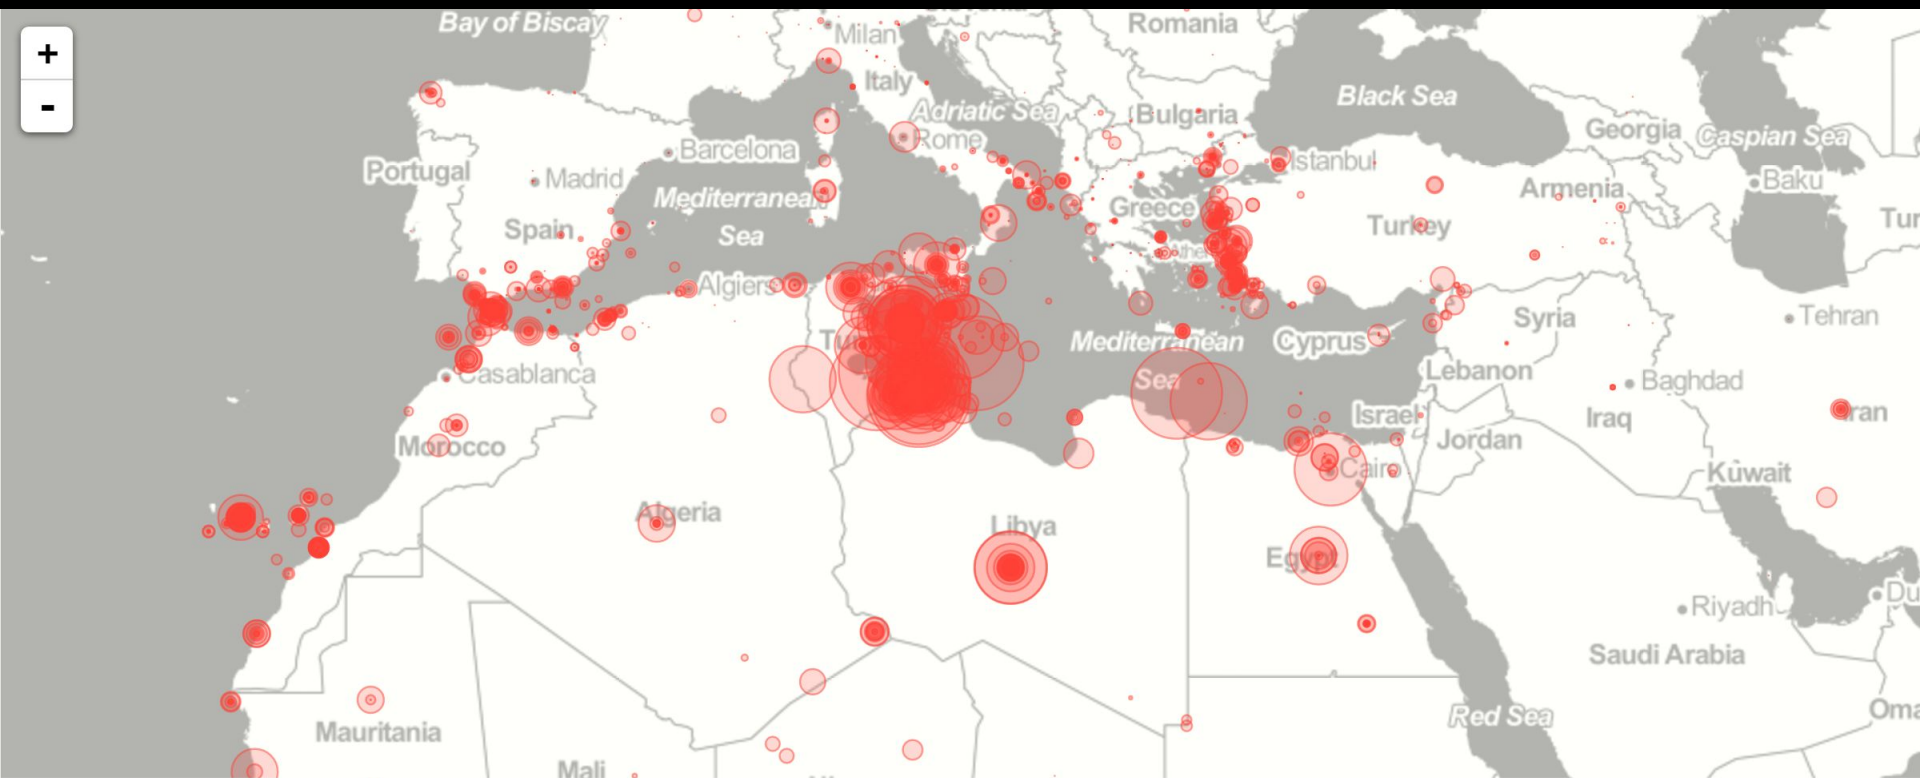 Bay of Biscay
Romania
+
Milan
Italy
-
Black Sea
Adriatic Sea
Bulgaria
Georgia
Caspian Sea
Rome
Barcelona
Istanbul
Portugal
Madrid
Baku
Armenia
Mediterranean
Greece
Spain
Sea
Turkey
Algiers
Tehran
Syria
Mediterranean
Cyprus
Sea
Lebanon
Casablanca
Baghdad
Israel
Iraq
Iran
Morocco
Jordan
Cairo
Kuwait
Algeria
Libya
Egypt
Riyadh
Saudi Arabia
Red Sea
Mauritania
Mali